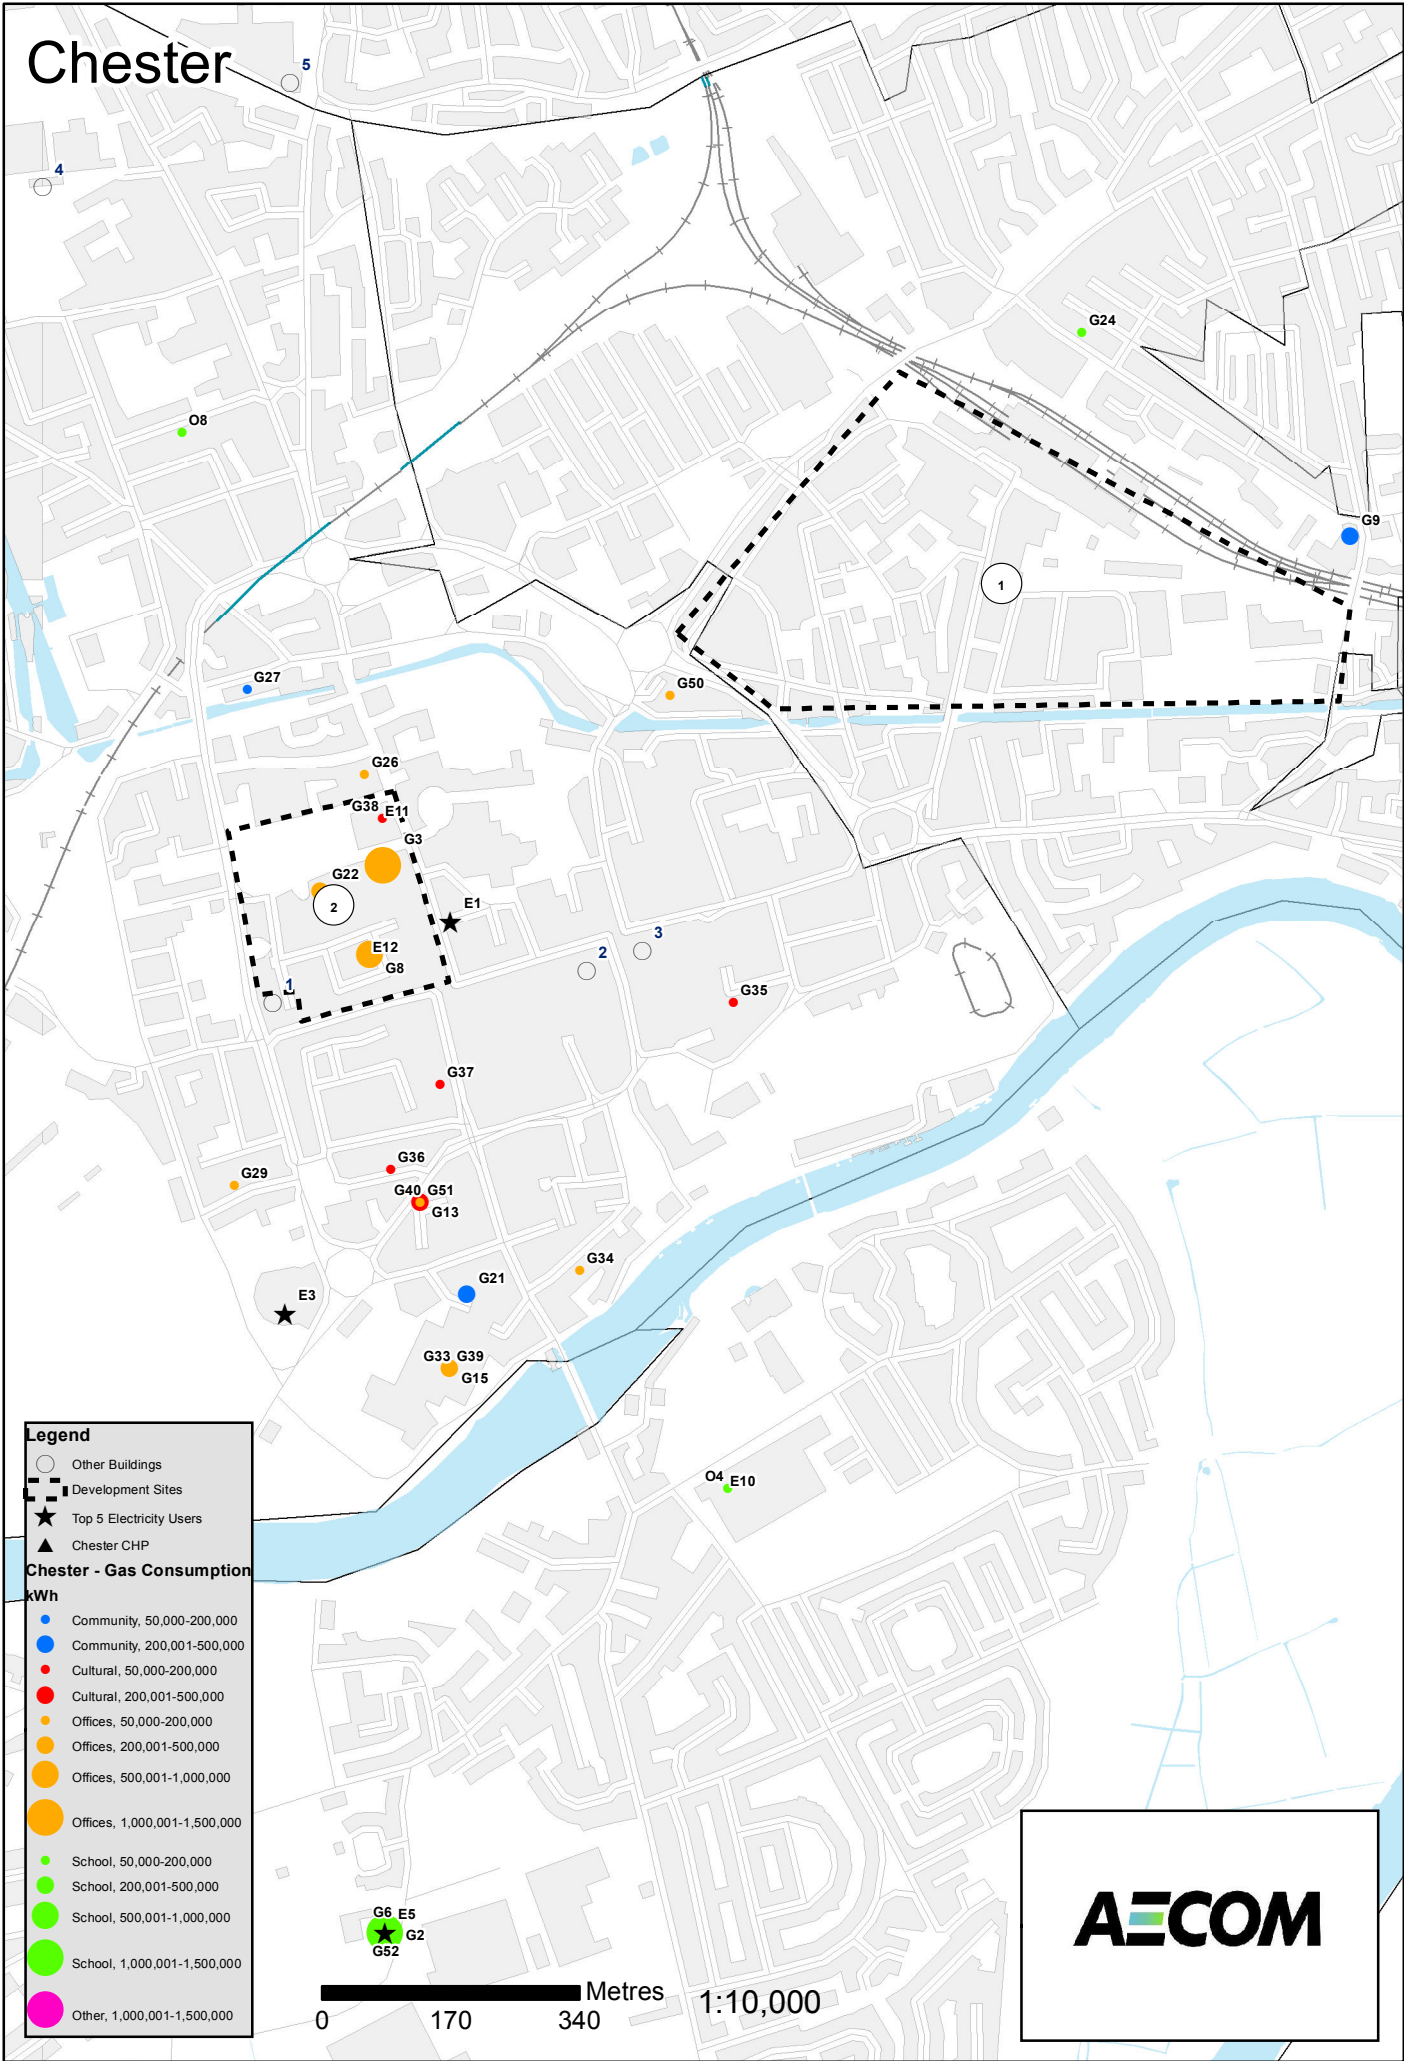 Chester
5
4
G24
O8
G9
1
G27
G50
G26
G38
E11
G3
G22
2
E1
E12
G8
3
2
1
G35
G37
G36
G29
G40
G51
G13
G34
G21
E3
G33
G39
G15
O4
E10
Legend
Other Buildings
Development Sites
Top 5 Electricity Users
Chester CHP
Chester - Gas Consumption
kWh
Community, 50,000-200,000
Community, 200,001-500,000
Cultural, 50,000-200,000
Cultural, 200,001-500,000
Offices, 50,000-200,000
Offices, 200,001-500,000
Offices, 500,001-1,000,000
Offices, 1,000,001-1,500,000
School, 50,000-200,000
School, 200,001-500,000
School, 500,001-1,000,000
School, 1,000,001-1,500,000
Other, 1,000,001-1,500,000
G6
E5
G2
G52
Metres
0
170
340
1:10,000
AECOM